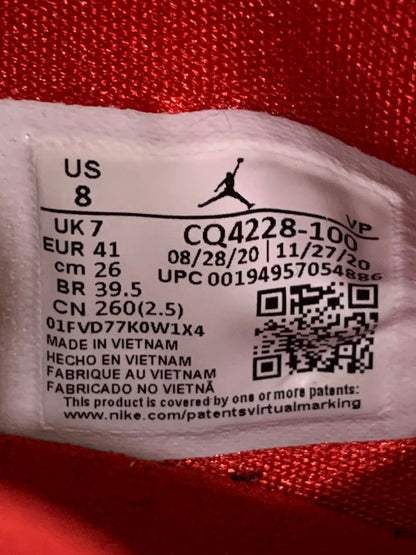 US
8
VP
UK 7
CQ4228-100
EUR 41
08/28/20 | 11/27/20
cm 26
UPC 00194957054886
BR 39.5
CN 260(2.5)
01FVD77K0W1X4
MADE IN VIETNAM
HECHO EN VIETNAM
FABRIQUE AU VIETNAM
FABRICADO NO VIETNÃ
This product is covered by one or more patents:
www.nike.com/patentsvirtualmarking